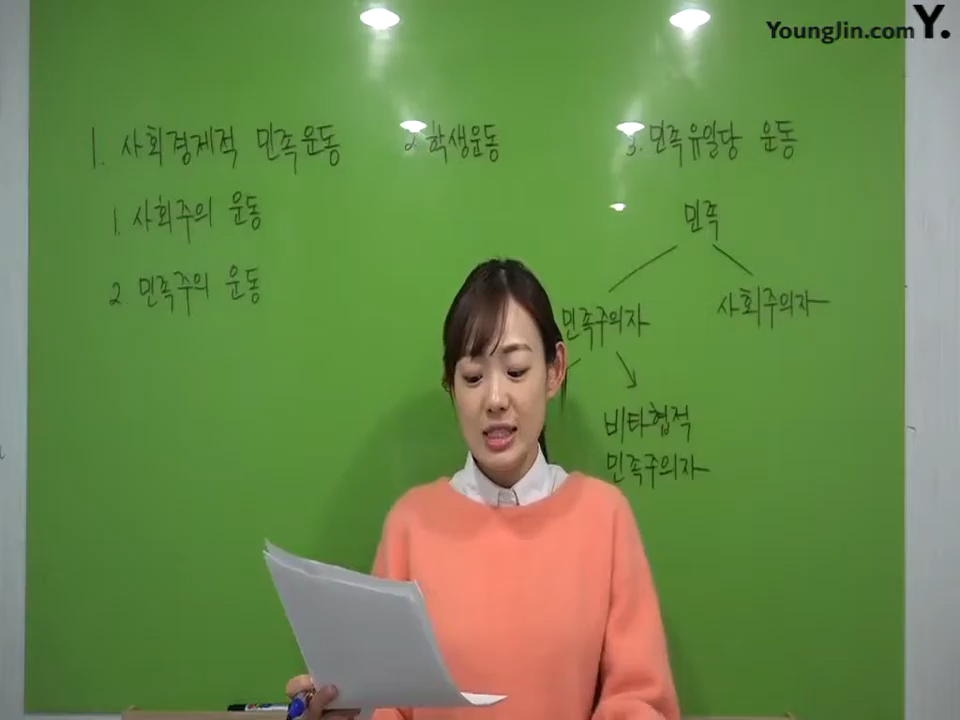 YoungJin.com Y.
1. 사회경제적 민족운동
2. 학생운동
3. 민족유일당 운동
1. 사회주의 운동
2. 민족주의 운동
민족
민족주의자
사회주의자
비타협적
민족주의자